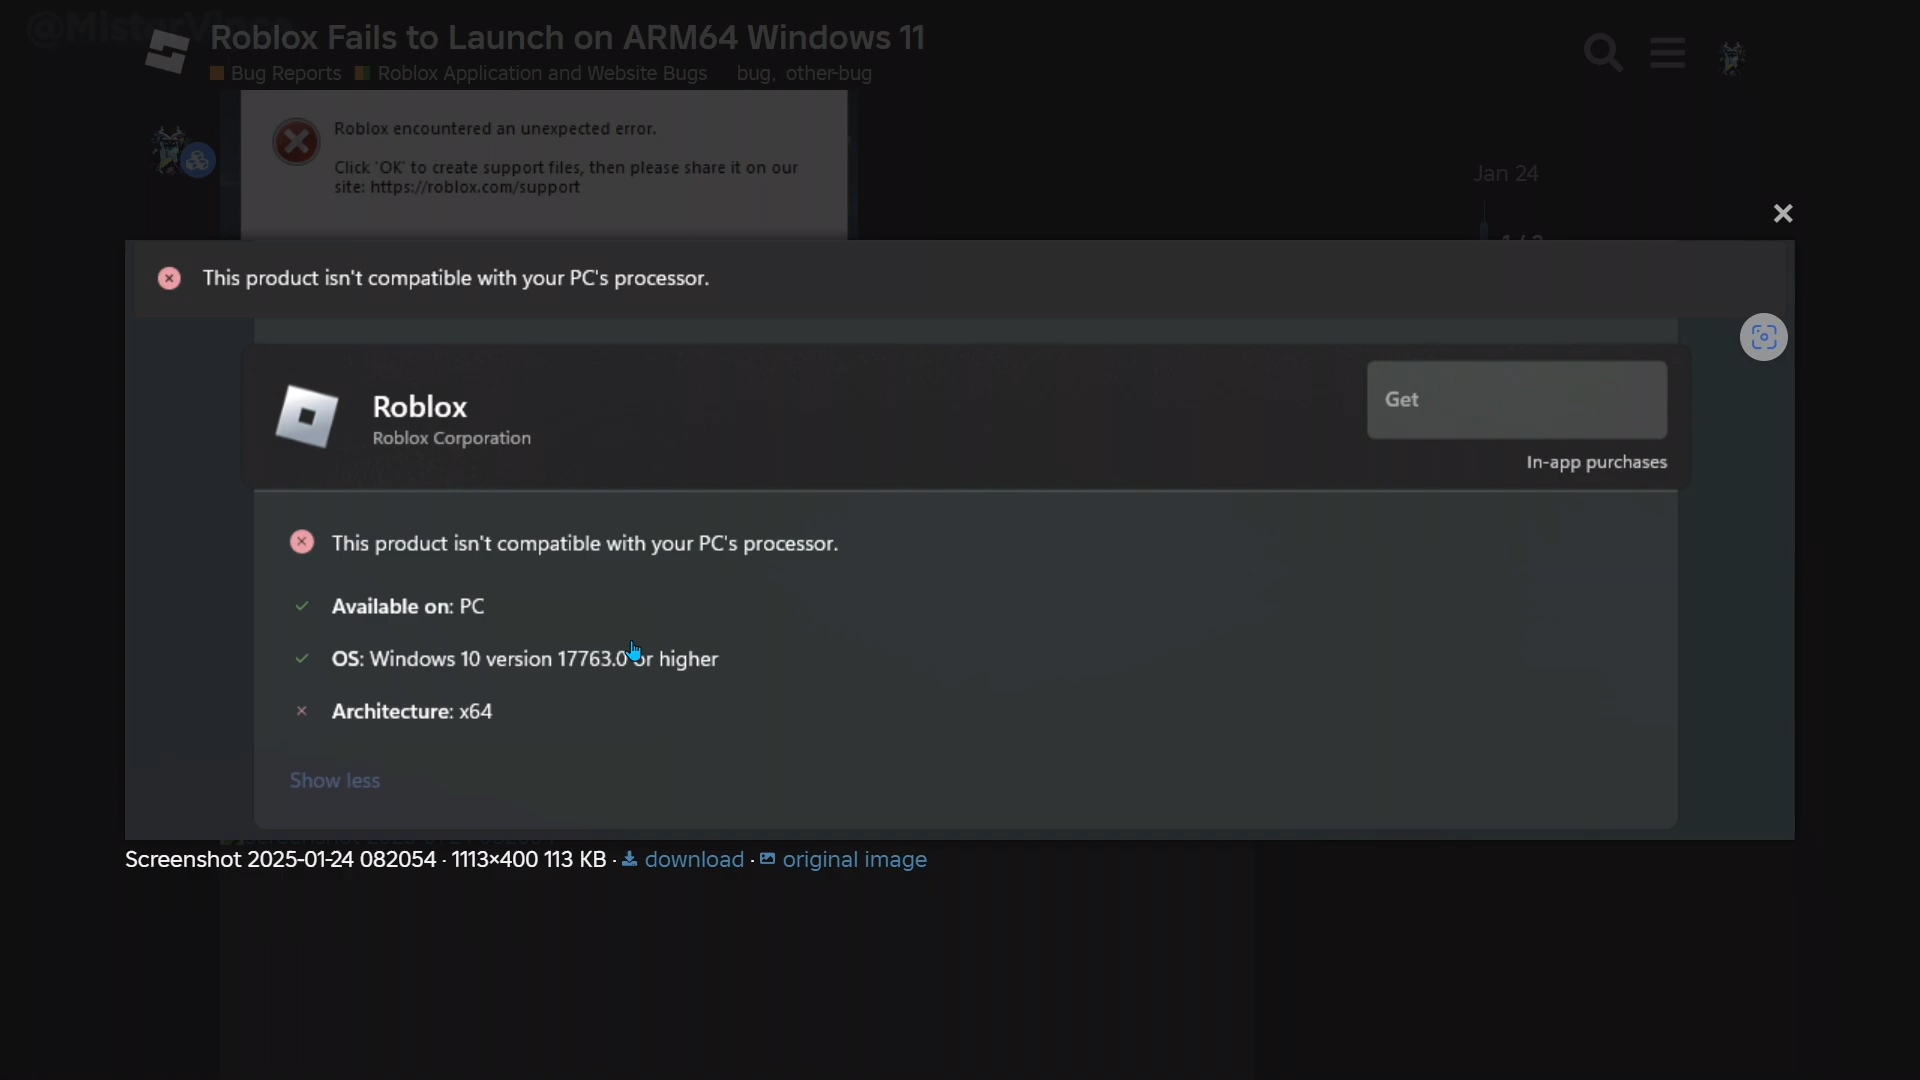 @MisterVince
Roblox Fails to Launch on ARM64 Windows 11
Bug Reports Roblox Application and Website Bugs bug, other-bug
Roblox encountered an unexpected error.
Click 'OK' to create support files, then please share it on our
site: https://roblox.com/support
Jan 24
This product isn't compatible with your PC's processor.
Roblox
Roblox Corporation
Get
In-app purchases
This product isn't compatible with your PC's processor.
Available on: PC
OS: Windows 10 version 17763.0 or higher
Architecture: x64
Show less
Screenshot 2025-01-24 082054 · 1113×400 113 KB · download · original image